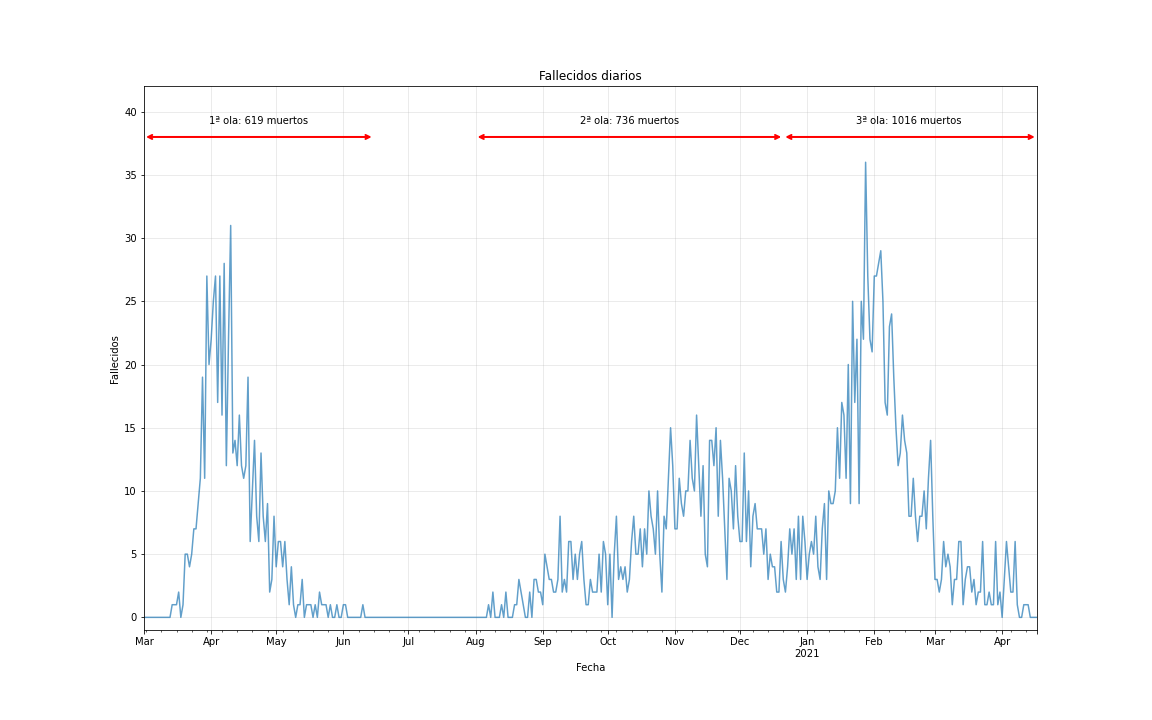 Fallecidos diarios
40
1ª ola: 619 muertos
2ª ola: 736 muertos
3ª ola: 1016 muertos
35
30
25
20
15
10
5
0
Fallecidos
Mar Apr May Jun Jul Aug Sep Oct Nov Dec Jan Feb Mar Apr
2021
Fecha